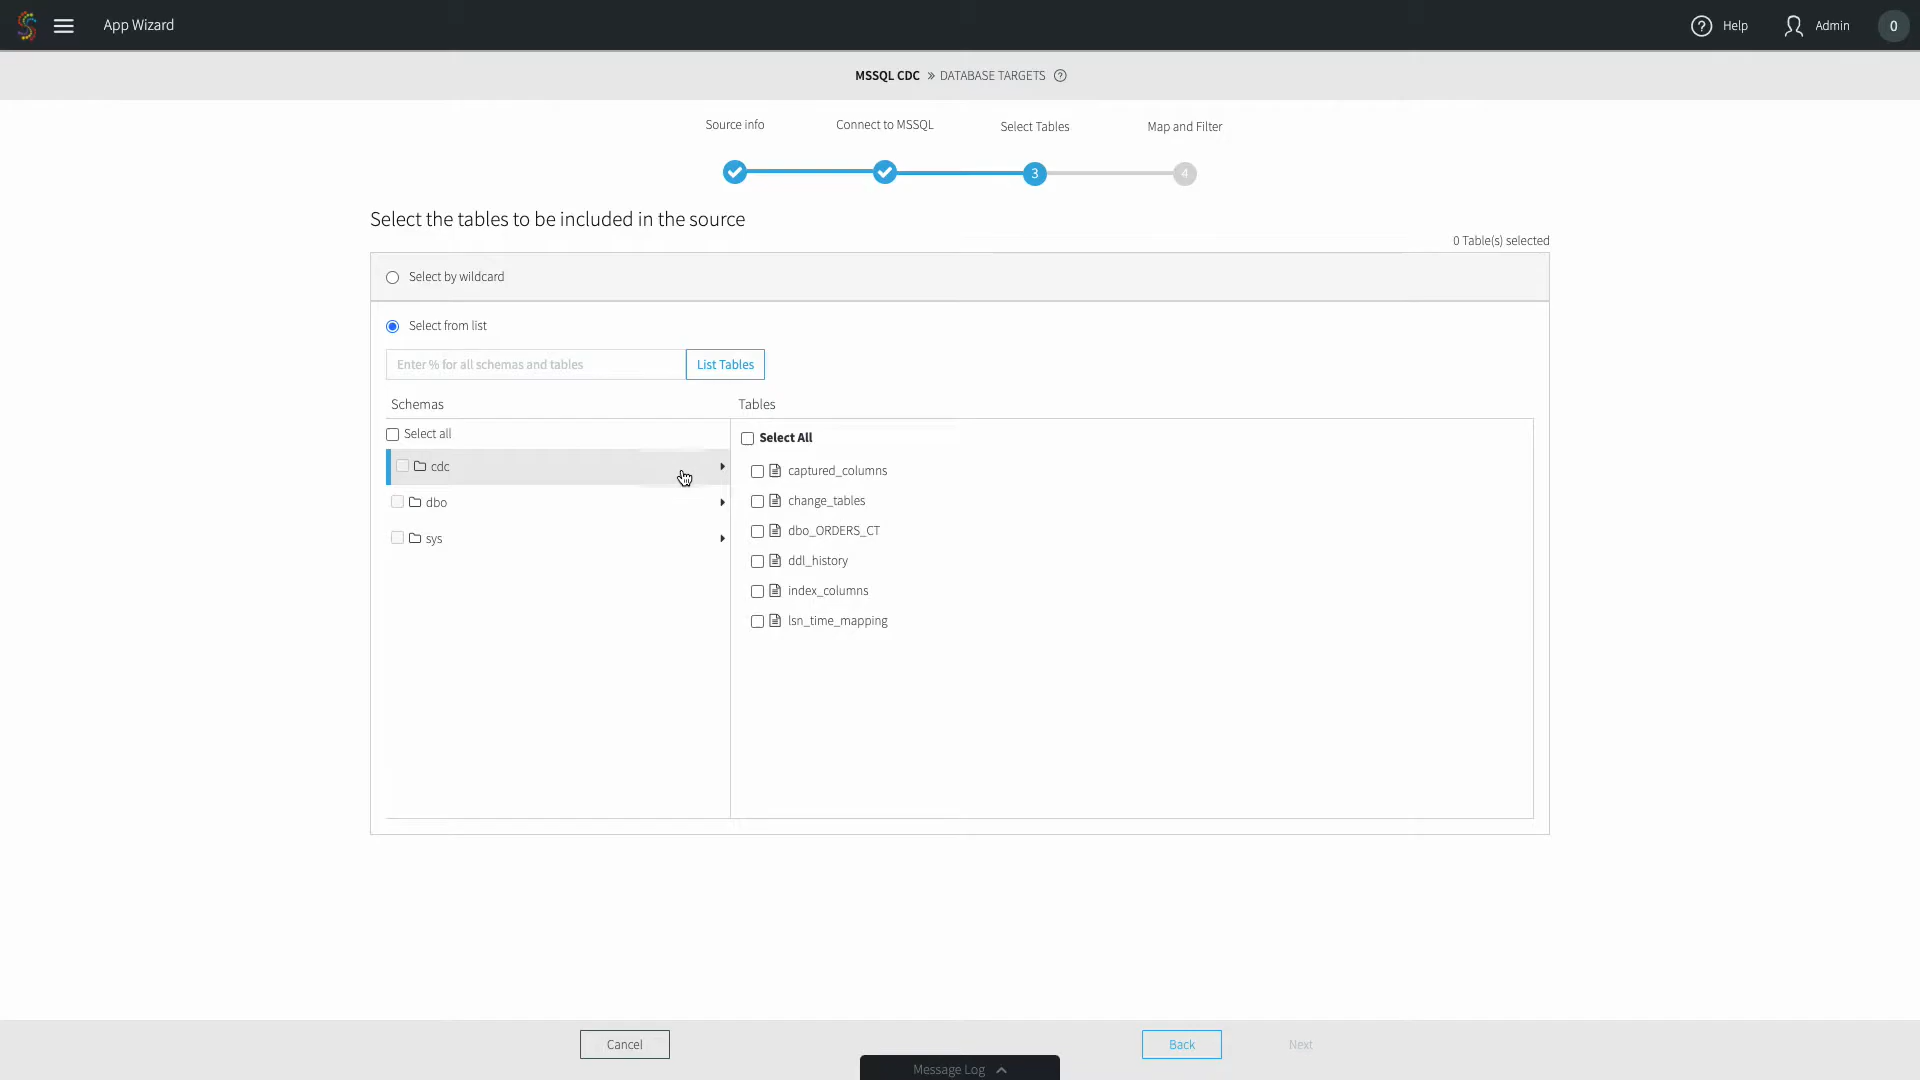 App Wizard
Help
Admin
0
MSSQL CDC » DATABASE TARGETS ?
Source info
Connect to MSSQL
Select Tables
Map and Filter
3
4
Select the tables to be included in the source
0 Table(s) selected
Select by wildcard
Select from list
Enter % for all schemas and tables
List Tables
Schemas
Tables
Select all
cdc
dbo
sys
Select All
captured_columns
change_tables
dbo_ORDERS_CT
ddl_history
index_columns
lsn_time_mapping
Cancel
Back
Next
Message Log